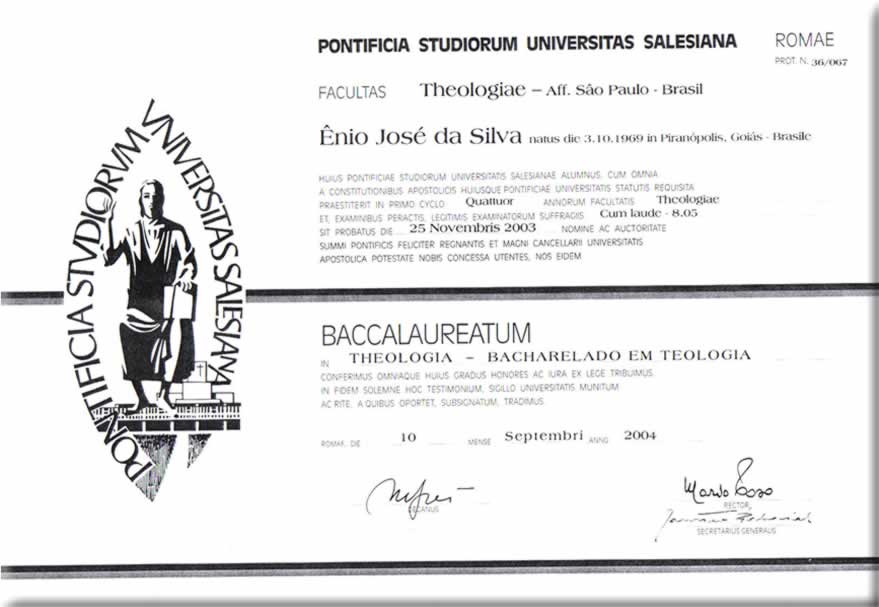 PONTIFICIA STUDIORUM UNIVERSITAS SALESIANA
ROMAE
PROT. N. 36/067
FACULTAS Theologiae – Aff. São Paulo - Brasil
Ênio José da Silva natus die 3.10.1969 in Piranópolis, Goiás - Brasile
HUIUS PONTIFICIAE STUDIORUM UNIVERSITATIS SALESIANAE ALUMNUS, CUM OMNIA
A CONSTITUTIONIBUS APOSTOLICIS HUIUSQUE PONTIFICIAE UNIVERSITATIS STATUTIS REQUISITA
PRAESTITERIT IN PRIMO CYCLO Quattuor ANNORUM FACULTATIS Theologiae
ET, EXAMINIBUS PERACTIS, LEGITIMIS EXAMINATORUM SUFFRAGIIS Cum laude - 8.05
SIT PROBATUS DIE 25 Novembris 2003 NOMINE AC AUCTORITATE
SUMMI PONTIFICIS FELICITER REGNANTIS ET MAGNI CANCELLARII UNIVERSITATIS
APOSTOLICA POTESTATE NOBIS CONCESSA UTENTES, NOS EIDEM
PONTIFICIA STVDIORVM VNIVERSITAS SALESIANA
BACCALAUREATUM
IN THEOLOGIA – BACHARELADO EM TEOLOGIA
CONFERIMUS OMNIAQUE HUIUS GRADUS HONORES AC IURA EX LEGE TRIBUIMUS.
IN FIDEM SOLEMNE HOC TESTIMONIUM, SIGILLO UNIVERSITATIS MUNITUM
AC RITE, A QUIBUS OPORTET, SUBSIGNATUM, TRADIMUS.
ROMAE, DIE 10 MENSE Septembri ANNO 2004
DECANUS
RECTOR
SECRETARIUS GENERALIS